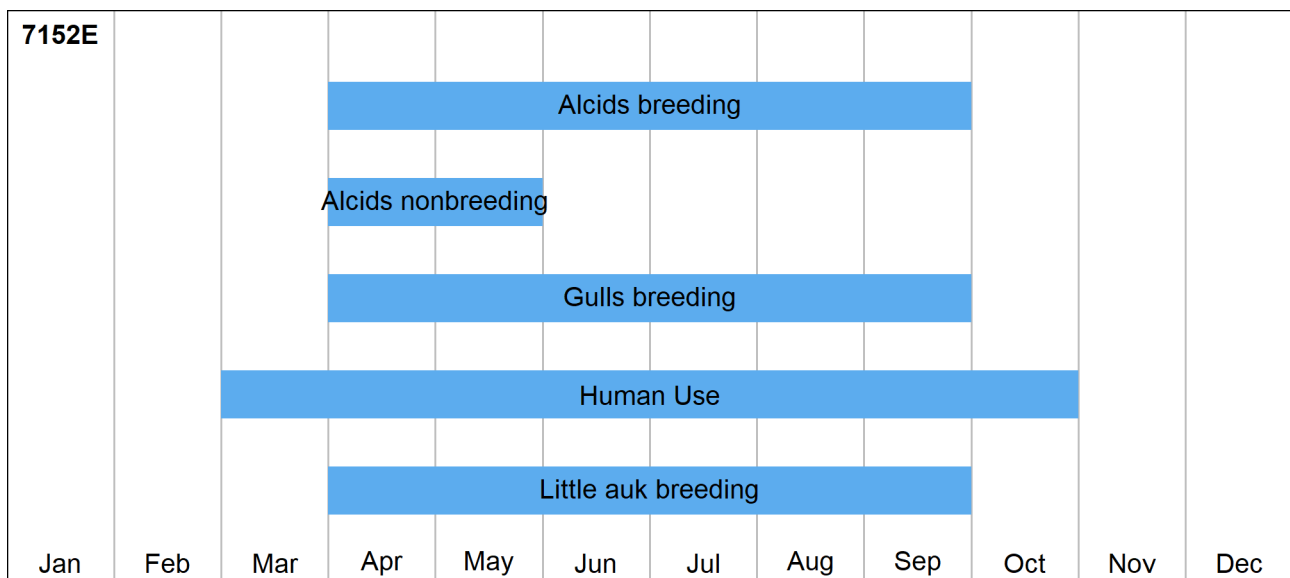 7152E
Alcids breeding
Alcids nonbreeding
Gulls breeding
Human Use
Little auk breeding
Jan Feb Mar Apr May Jun Jul Aug Sep Oct Nov Dec